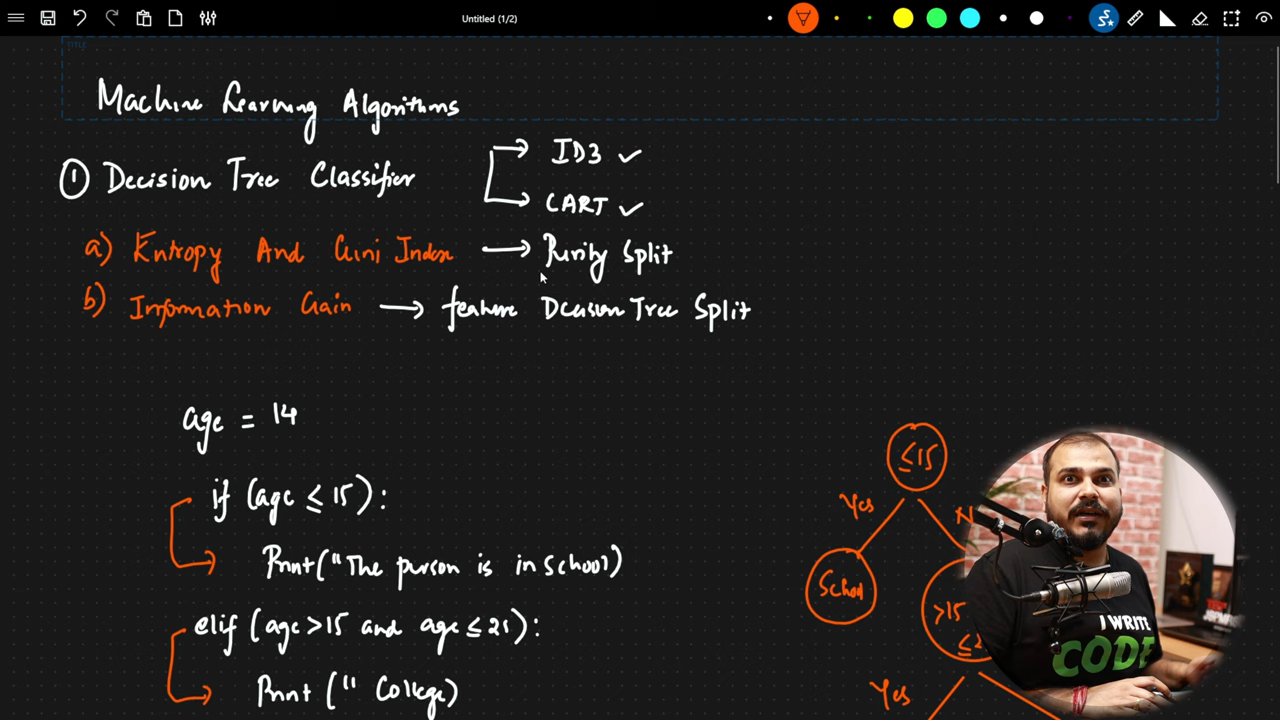 Untitled (1/2)
TITLE
Machine Learning Algorithms
① Decision Tree Classifier
→ ID3 ✓
→ CART ✓
a) Entropy And Gini Index → Purity Split
b) Information Gain → feature Decision Tree Split
age = 14
if (age ≤ 15):
Print("The person is in school)
elif (age>15 and age ≤ 21):
Print (" College)
≤15
Yes
N
School
>15
≤2
Yes
I WRITE
CODE